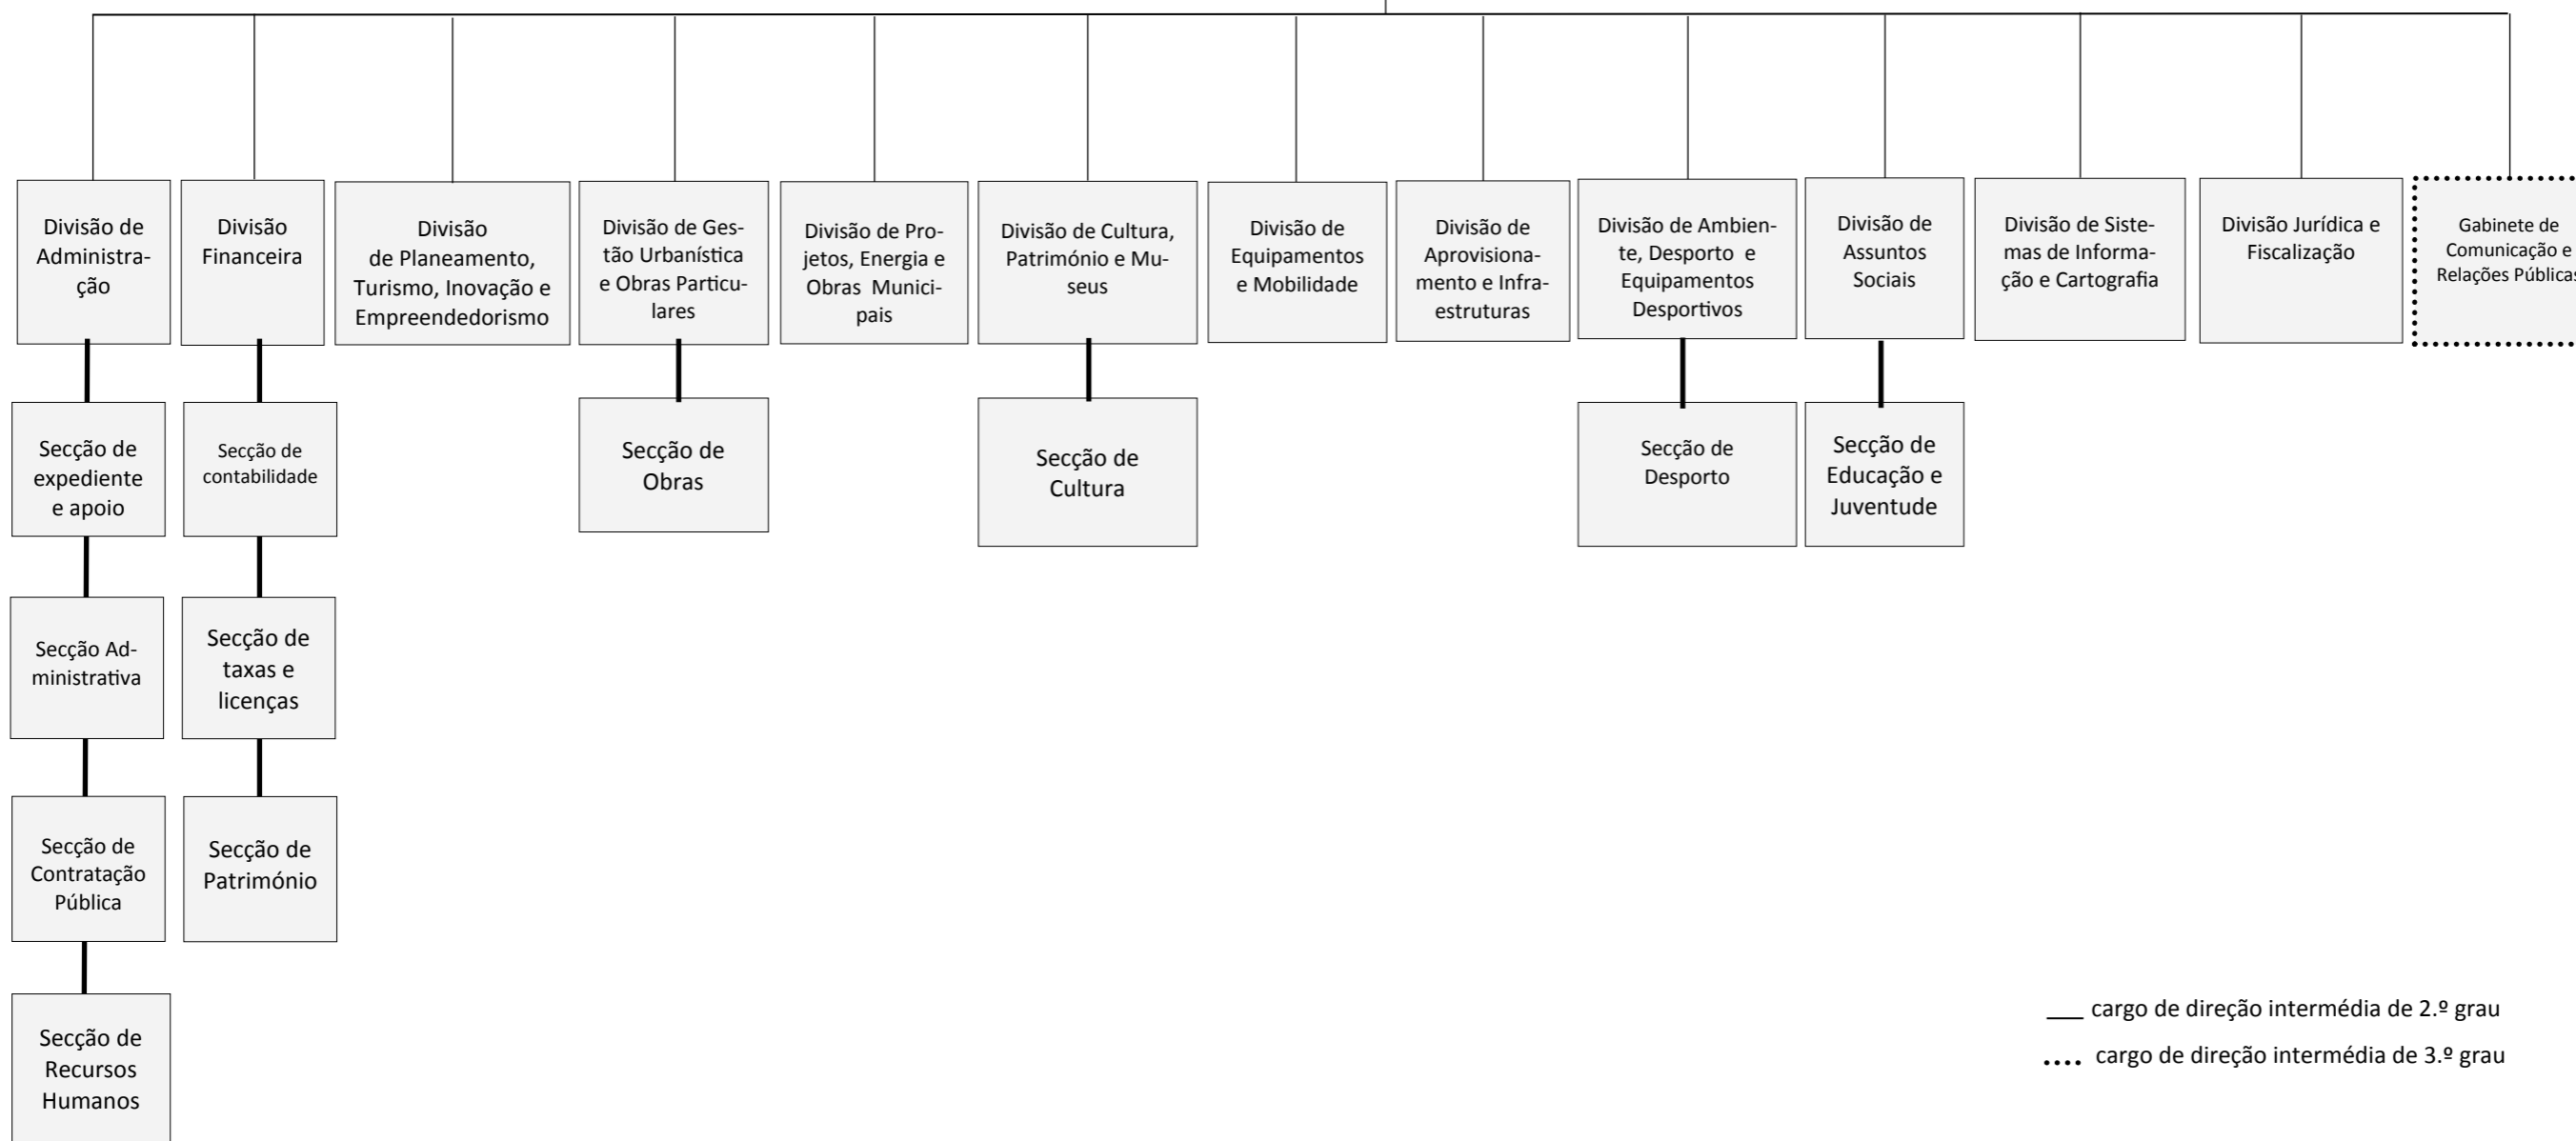 Divisão de
Administra-
ção
Divisão
Financeira
Divisão
de Planeamento,
Turismo, Inovação e
Empreendedorismo
Divisão de Ges-
tão Urbanística
e Obras Particu-
lares
Divisão de Pro-
jetos, Energia e
Obras Munici-
pais
Divisão de Cultura,
Património e Mu-
seus
Divisão de
Equipamentos
e Mobilidade
Divisão de
Aprovisiona-
mento e Infra-
estruturas
Divisão de Ambien-
te, Desporto e
Equipamentos
Desportivos
Divisão de
Assuntos
Sociais
Divisão de Siste-
mas de Informa-
ção e Cartografia
Divisão Jurídica e
Fiscalização
Gabinete de
Comunicação e
Relações Públicas
Secção de
expediente
e apoio
Secção de
contabilidade
Secção de
Obras
Secção de
Cultura
Secção de
Desporto
Secção de
Educação e
Juventude
Secção Ad-
ministrativa
Secção de
taxas e
licenças
Secção de
Contratação
Pública
Secção de
Património
Secção de
Recursos
Humanos
cargo de direção intermédia de 2.º grau
.... cargo de direção intermédia de 3.º grau